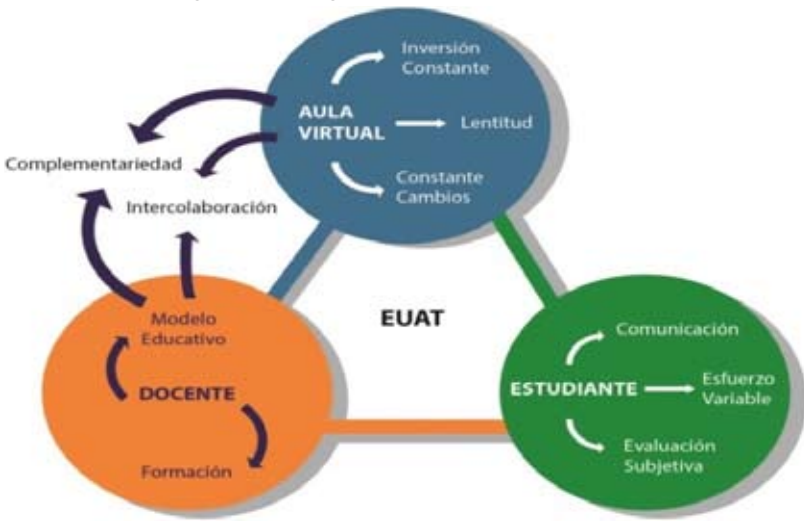 Inversión
Constante
AULA
VIRTUAL
Lentitud
Constante
Cambios
Complementariedad
Intercolaboración
EUAT
Modelo
Educativo
DOCENTE
Formación
Comunicación
ESTUDIANTE
Esfuerzo
Variable
Evaluación
Subjetiva